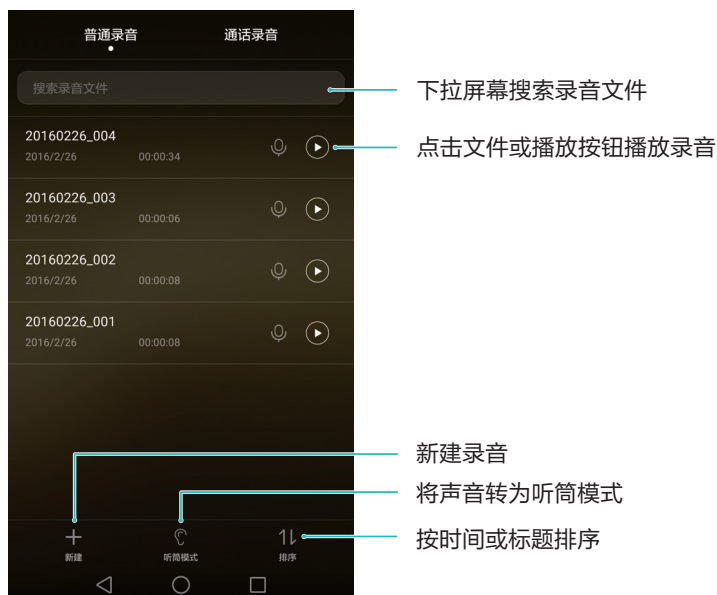 普通录音 通话录音
搜索录音文件
下拉屏幕搜索录音文件
20160226_004
2016/2/26 00:00:34
点击文件或播放按钮播放录音
20160226_003
2016/2/26 00:00:06
20160226_002
2016/2/26 00:00:08
20160226_001
2016/2/26 00:00:08
新建录音
将声音转为听筒模式
按时间或标题排序
新建 听筒模式 排序